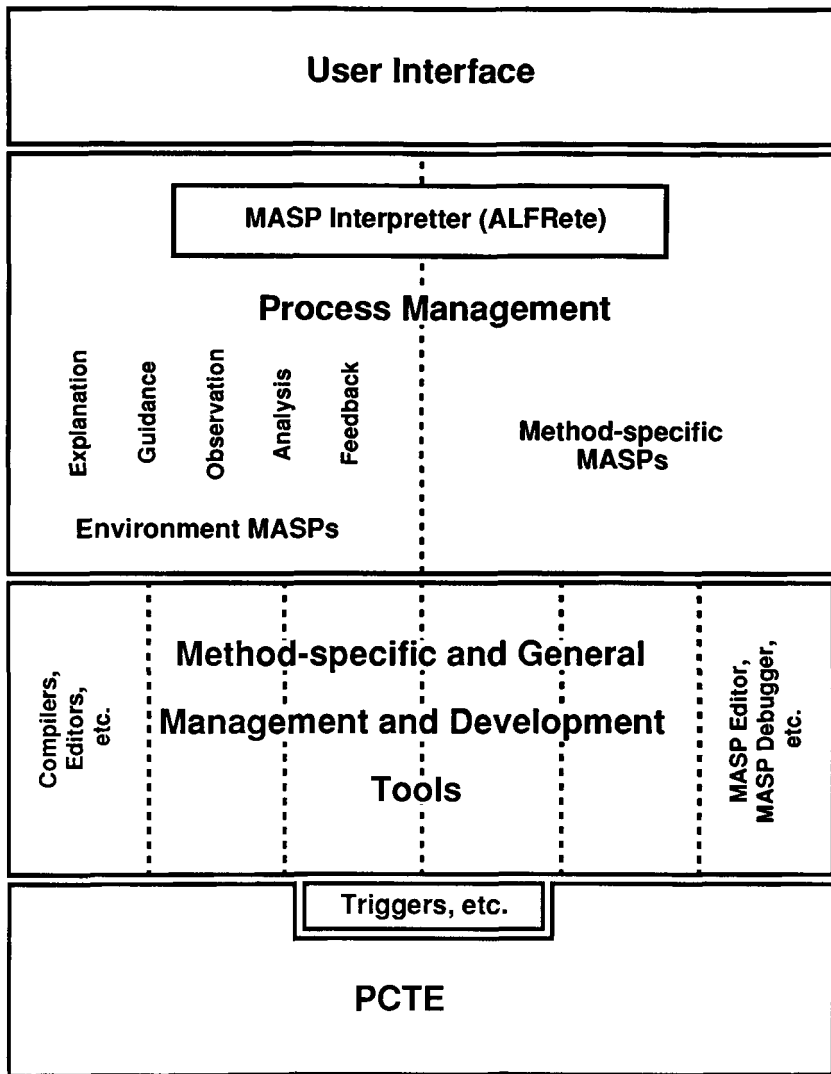 User Interface
MASP Interpretter (ALFRete)
Process Management
Explanation
Guidance
Observation
Analysis
Feedback
Method-specific
MASPs
Environment MASPs
Compilers,
Editors,
etc.
Method-specific and General
Management and Development
Tools
MASP Editor,
MASP Debugger,
etc.
Triggers, etc.
PCTE